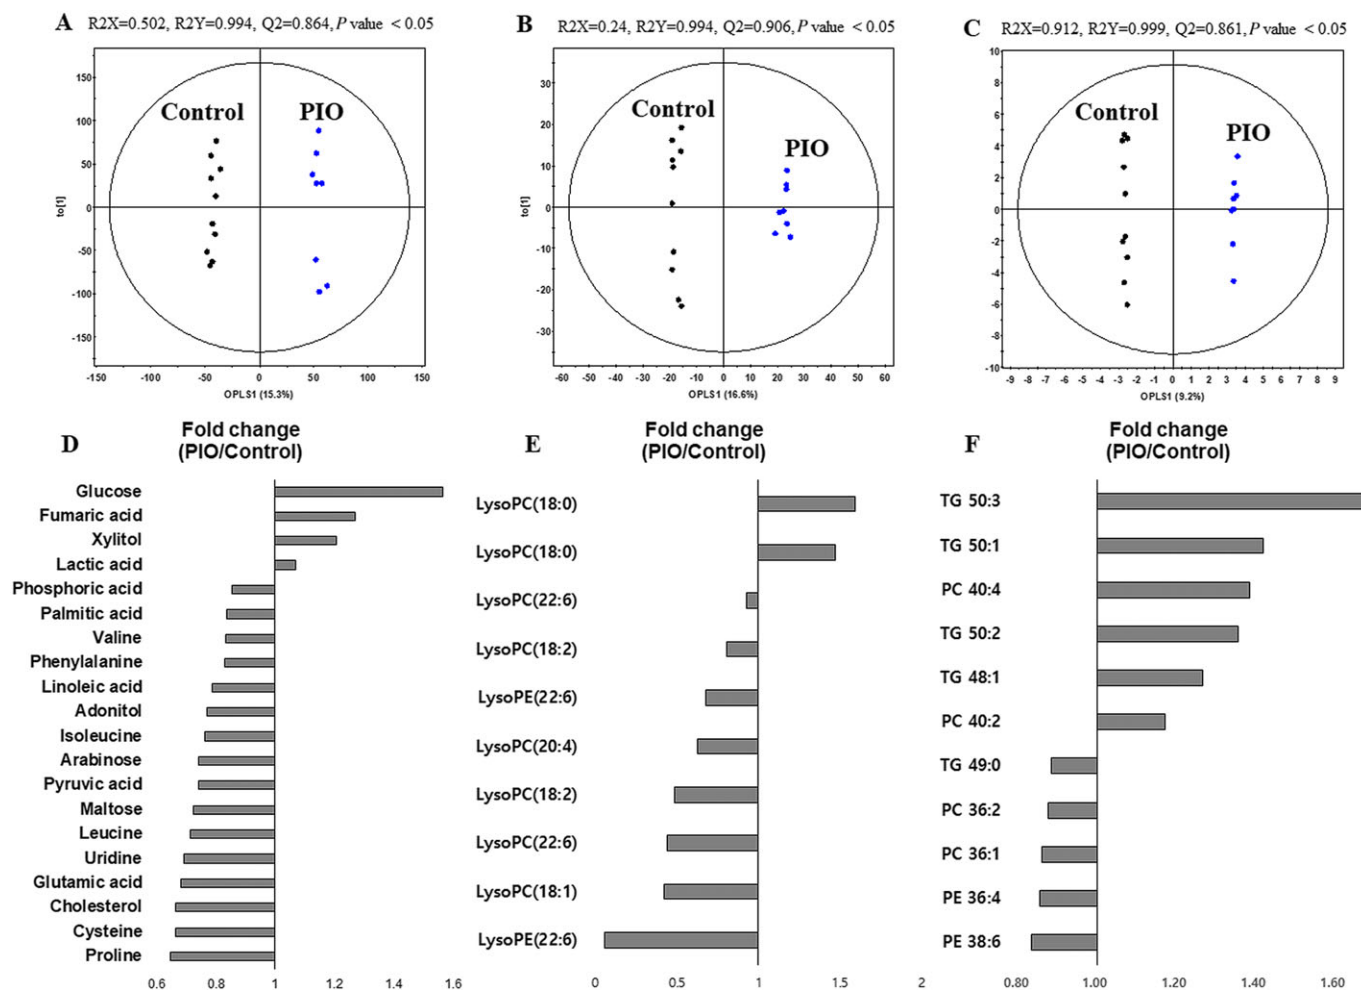 A R2X=0.502, R2Y=0.994, Q2=0.864, P value < 0.05
Control PIO
150
100
50
0
-50
-100
-150
to[1]
-150 -100 -50 0 50 100 150
OPLS1 (15.3%)
B R2X=0.24, R2Y=0.994, Q2=0.906, P value < 0.05
Control
PIO
30
20
10
0
-10
-20
-30
to[1]
-60 -50 -40 -30 -20 -10 0 10 20 30 40 50 60
OPLS1 (16.6%)
C R2X=0.912, R2Y=0.999, Q2=0.861, P value < 0.05
Control
PIO
10
8
6
4
2
0
-2
-4
-6
-8
-10
-9 -8 -7 -6 -5 -4 -3 -2 -1 0 1 2 3 4 5 6 7 8 9
OPLS1 (9.2%)
D Fold change
(PIO/Control)
Glucose
Fumaric acid
Xylitol
Lactic acid
Phosphoric acid
Palmitic acid
Valine
Phenylalanine
Linoleic acid
Adonitol
Isoleucine
Arabinose
Pyruvic acid
Maltose
Leucine
Uridine
Glutamic acid
Cholesterol
Cysteine
Proline
0.6 0.8 1 1.2 1.4 1.6
E Fold change
(PIO/Control)
LysoPC(18:0)
LysoPC(18:0)
LysoPC(22:6)
LysoPC(18:2)
LysoPE(22:6)
LysoPC(20:4)
LysoPC(18:2)
LysoPC(22:6)
LysoPC(18:1)
LysoPE(22:6)
0 0.5 1 1.5 2
F Fold change
(PIO/Control)
TG 50:3
TG 50:1
PC 40:4
TG 50:2
TG 48:1
PC 40:2
TG 49:0
PC 36:2
PC 36:1
PE 36:4
PE 38:6
0.80 1.00 1.20 1.40 1.60